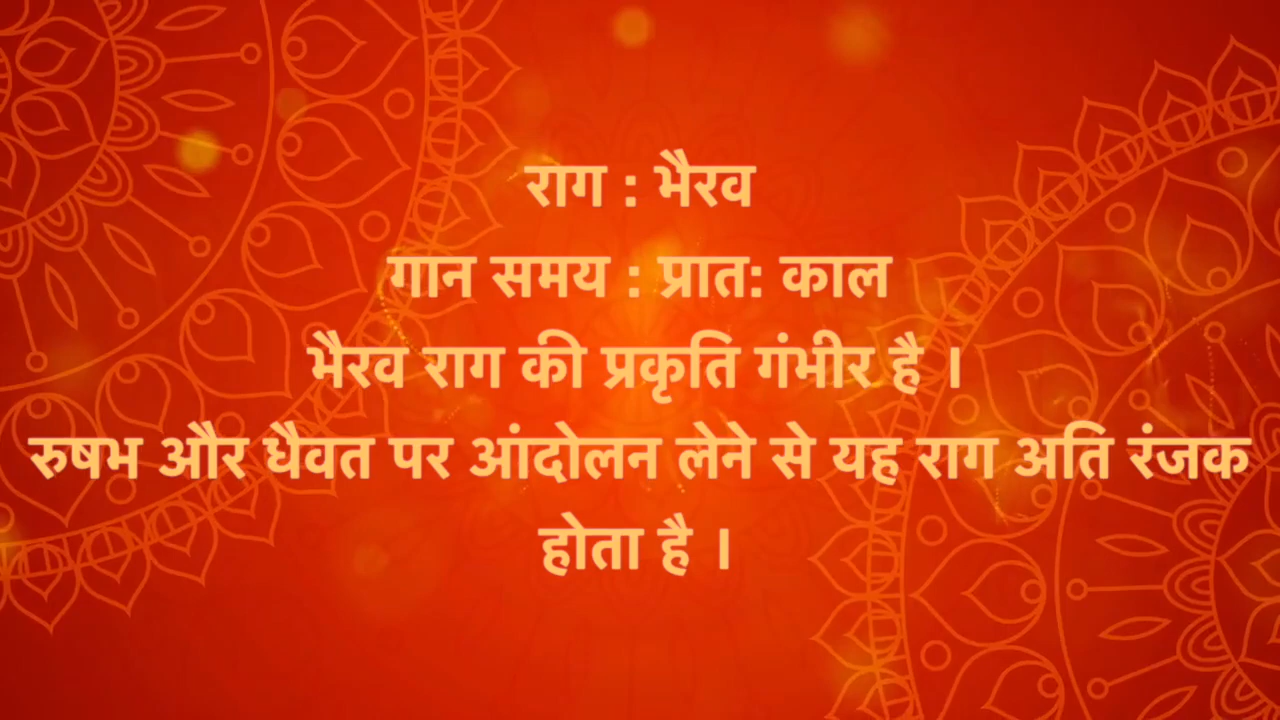 राग : भैरव
गान समय : प्रात: काल
भैरव राग की प्रकृति गंभीर है ।
रुषभ और धैवत पर आंदोलन लेने से यह राग अति रंजक
होता है ।